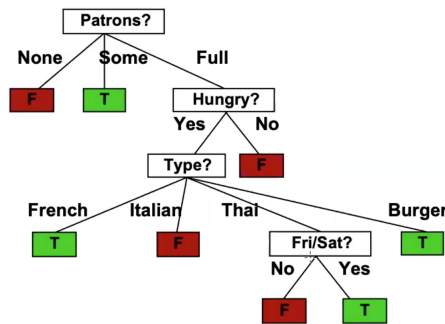 Patrons?
None Some Full
F T Hungry?
Yes No
Type? F
French Italian Thai Burger
T F Fri/Sat? T
No Yes
F T